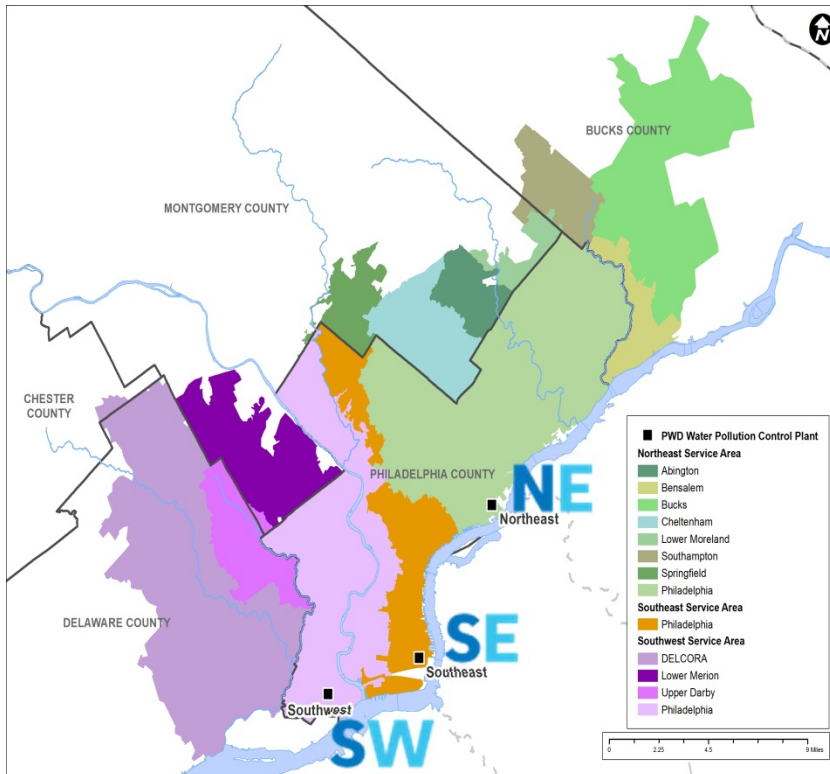 N
BUCKS COUNTY
MONTGOMERY COUNTY
CHESTER
COUNTY
PHILADELPHIA COUNTY
DELAWARE COUNTY
NE
Northeast
SE
Southeast
Southwest
SW
PWD Water Pollution Control Plant
Northeast Service Area
Abington
Bensalem
Bucks
Cheltenham
Lower Moreland
Southampton
Springfield
Philadelphia
Southeast Service Area
Philadelphia
Southwest Service Area
DELCORA
Lower Merion
Upper Darby
Philadelphia
0 2.25 4.5 9 Miles